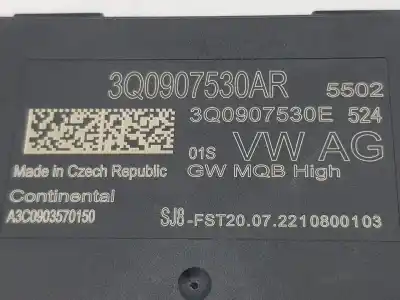 3Q0907530AR 5502
3Q0907530E 524
01S VW AG
Made in Czech Republic GW MQB High
Continental
A3C0903570150 SJ8-FST20.07.2210800103